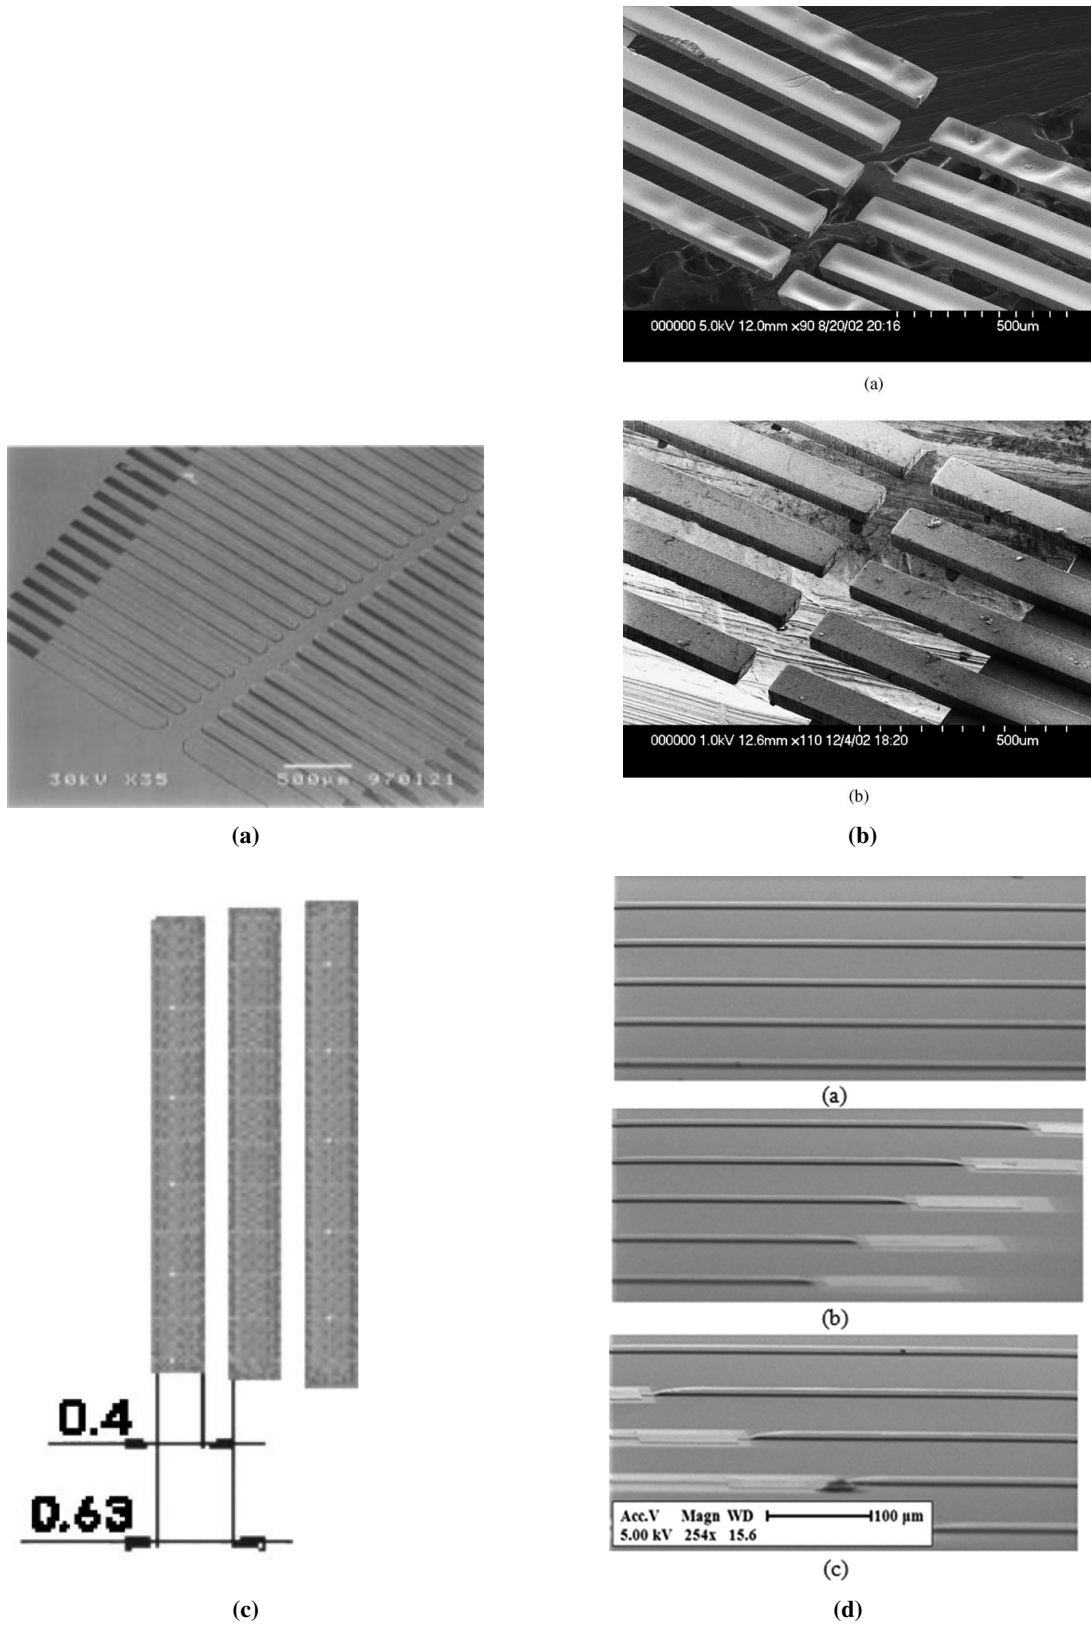 000000 5.0kV 12.0mm x90 8/20/02 20:16 500um
(a)
30kV X35 500µm 970121
(a)
000000 1.0kV 12.6mm x110 12/4/02 18:20 500um
(b)
(b)
0.4
0.63
(c)
(a)
(b)
Acc.V Magn WD 100 µm
5.00 kV 254x 15.6
(c)
(d)